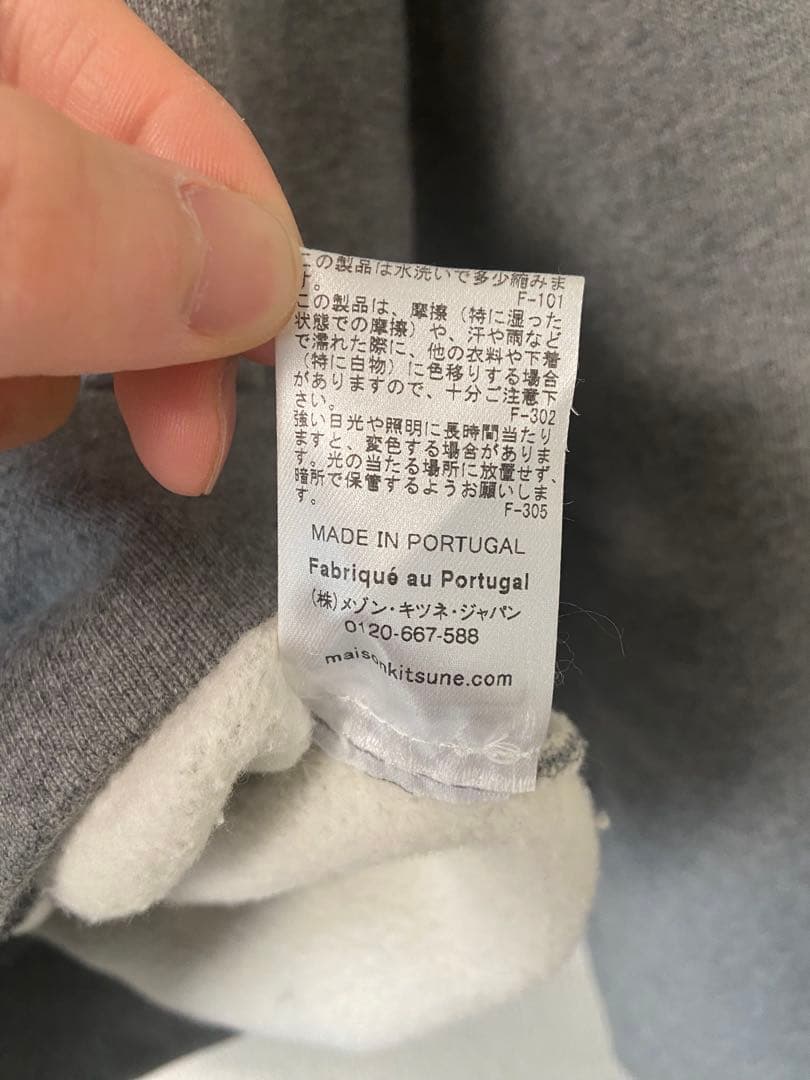 この製品は水洗いで多少縮みま
す。
F-101
この製品は、摩擦（特に湿った
状態での摩擦）や、汗や雨など
で濡れた際に、他の衣料や下着
（特に白物）に色移りする場合
がありますので、十分ご注意下
さい。
F-302
強い日光や照明に長時間当たり
ますと、変色する場合がありま
す。光の当たる場所に放置せず、
暗所で保管するようお願いしま
す。
F-305
MADE IN PORTUGAL
Fabriqué au Portugal
(株)メゾン・キツネ・ジャパン
0120-667-588
maisonkitsune.com